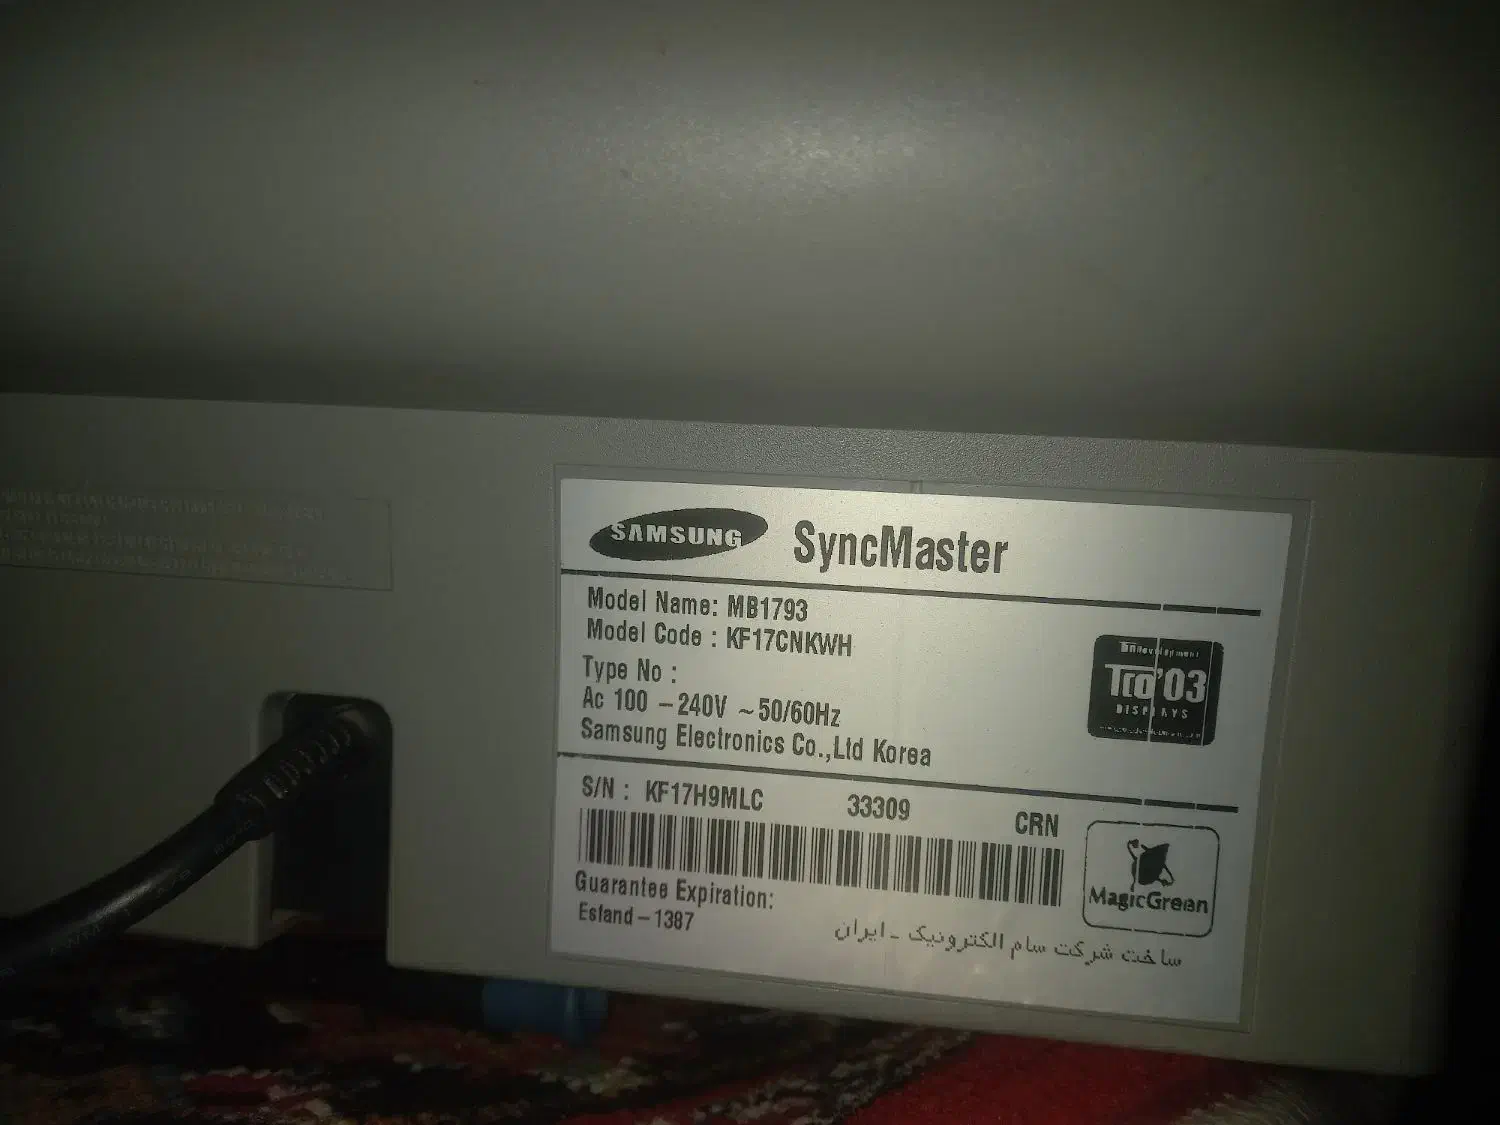 SAMSUNG SyncMaster
Model Name: MB1793
Model Code : KF17CNKWH
Type No :
Ac 100 – 240V ~ 50/60Hz
Samsung Electronics Co.,Ltd Korea
Development
TCO'03
DISPLAYS
S/N : KF17H9MLC 33309 CRN
MagicGreen
Guarantee Expiration:
Esfand – 1387
ساخت شرکت سام الکترونیک - ایران